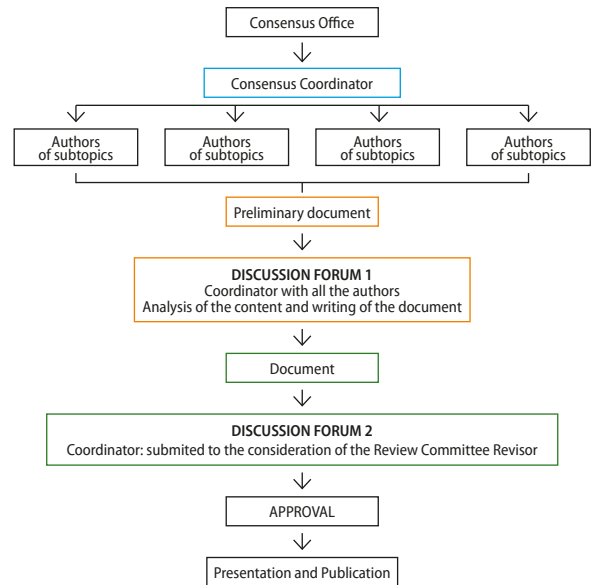 Consensus Office
Consensus Coordinator
Authors
of subtopics
Authors
of subtopics
Authors
of subtopics
Authors
of subtopics
Preliminary document
DISCUSSION FORUM 1
Coordinator with all the authors
Analysis of the content and writing of the document
Document
DISCUSSION FORUM 2
Coordinator: submited to the consideration of the Review Committee Revisor
APPROVAL
Presentation and Publication